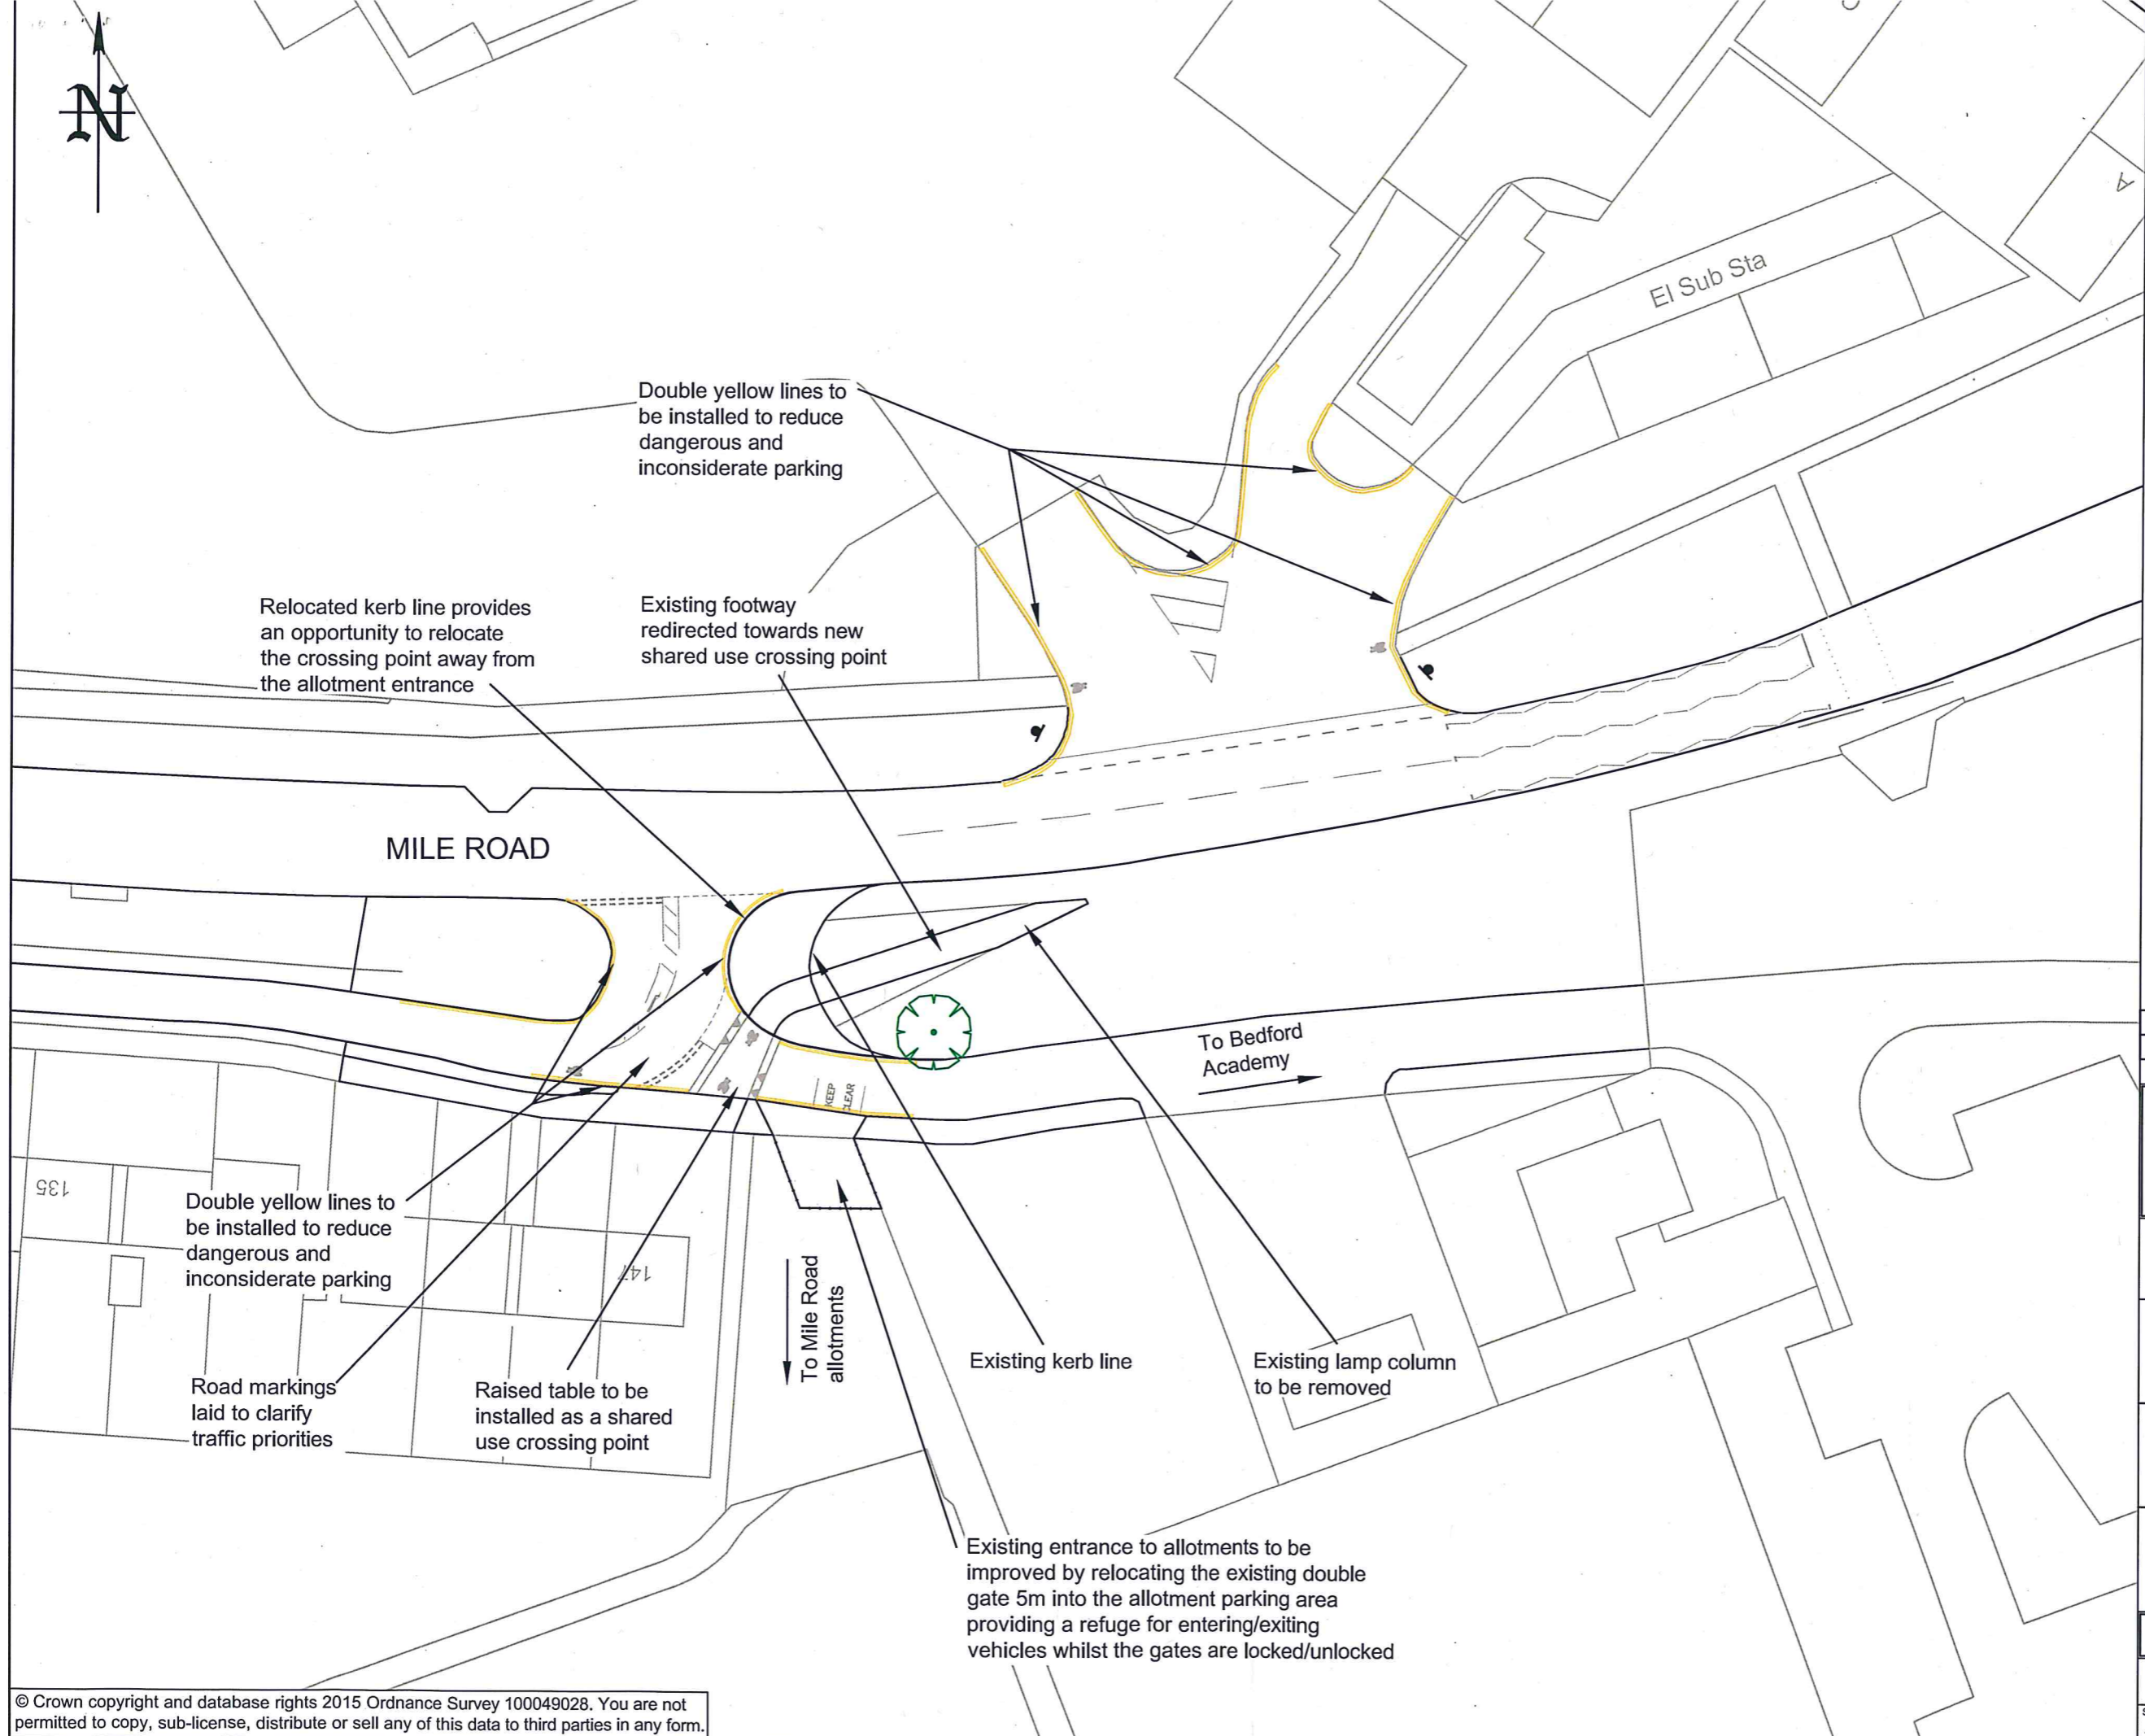 N
El Sub Sta
A
Double yellow lines to
be installed to reduce
dangerous and
inconsiderate parking
Relocated kerb line provides
an opportunity to relocate
the crossing point away from
the allotment entrance
Existing footway
redirected towards new
shared use crossing point
MILE ROAD
To Bedford
Academy
KEEP
CLEAR
135
147
Double yellow lines to
be installed to reduce
dangerous and
inconsiderate parking
Road markings
laid to clarify
traffic priorities
Raised table to be
installed as a shared
use crossing point
To Mile Road
allotments
Existing kerb line
Existing lamp column
to be removed
Existing entrance to allotments to be
improved by relocating the existing double
gate 5m into the allotment parking area
providing a refuge for entering/exiting
vehicles whilst the gates are locked/unlocked
© Crown copyright and database rights 2015 Ordnance Survey 100049028. You are not
permitted to copy, sub-license, distribute or sell any of this data to third parties in any form.